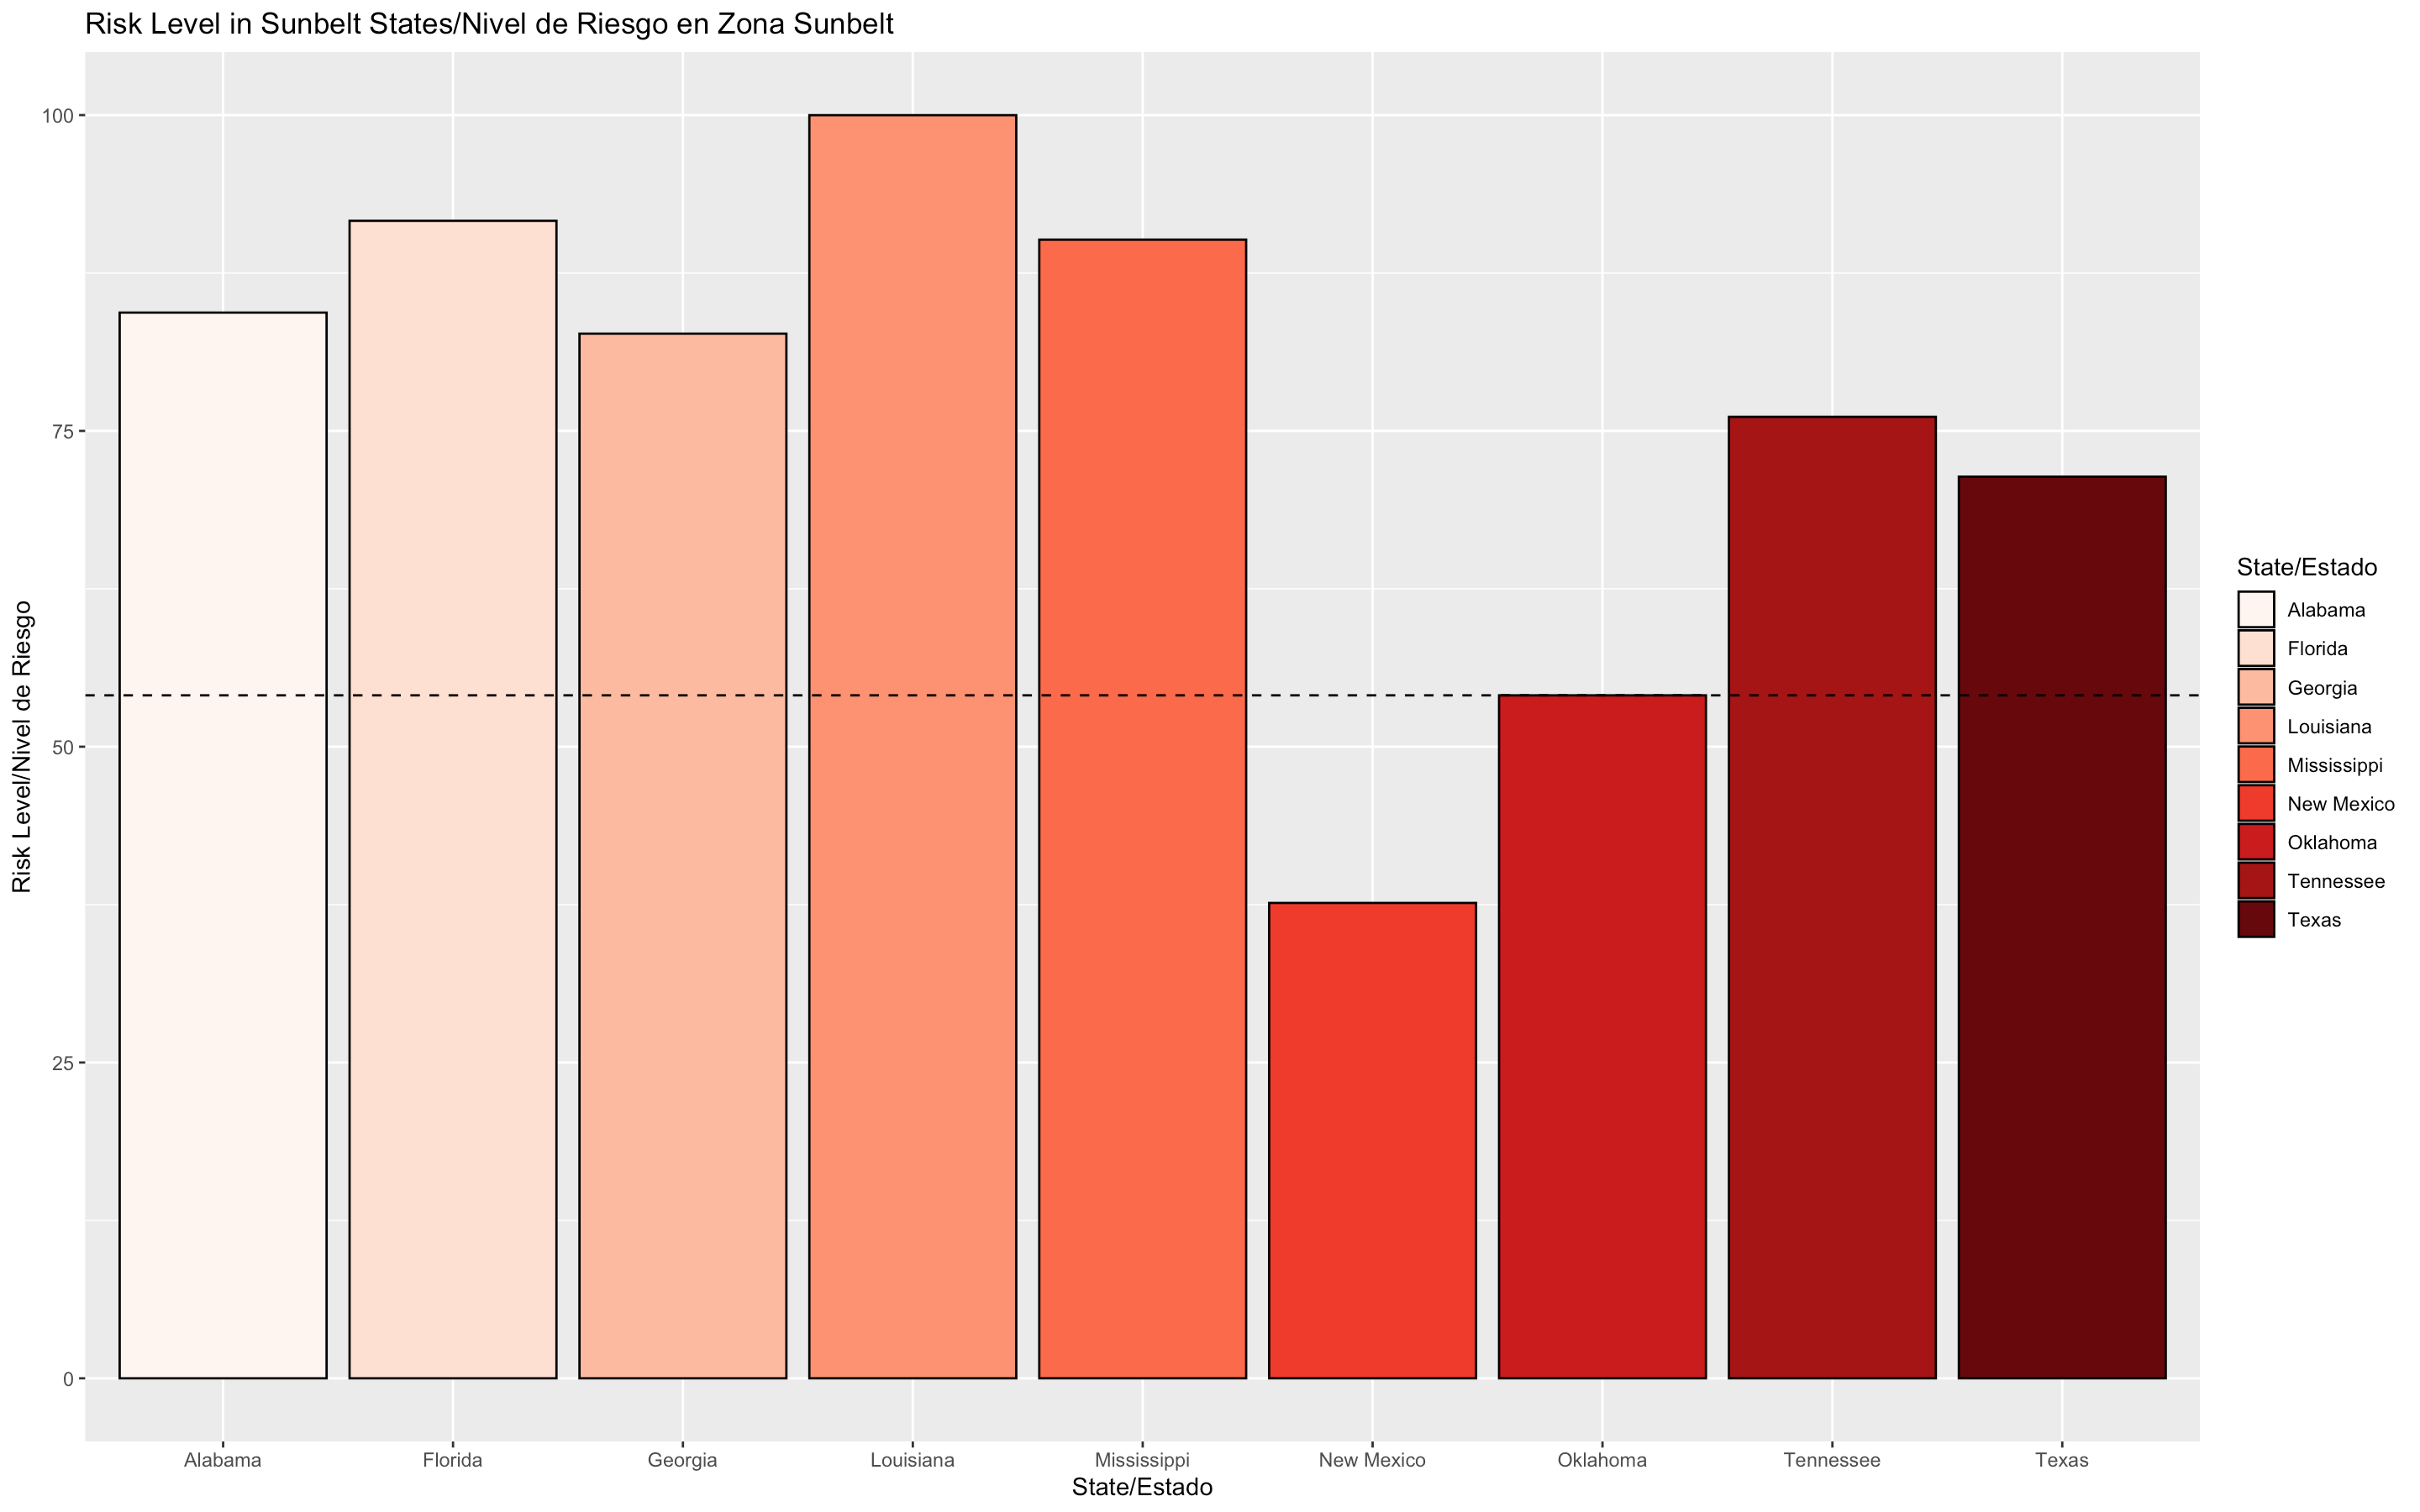 Risk Level in Sunbelt States/Nivel de Riesgo en Zona Sunbelt
Risk Level/Nivel de Riesgo
100
75
50
25
0
Alabama
Florida
Georgia
Louisiana
Mississippi
New Mexico
Oklahoma
Tennessee
Texas
State/Estado
State/Estado
Alabama
Florida
Georgia
Louisiana
Mississippi
New Mexico
Oklahoma
Tennessee
Texas